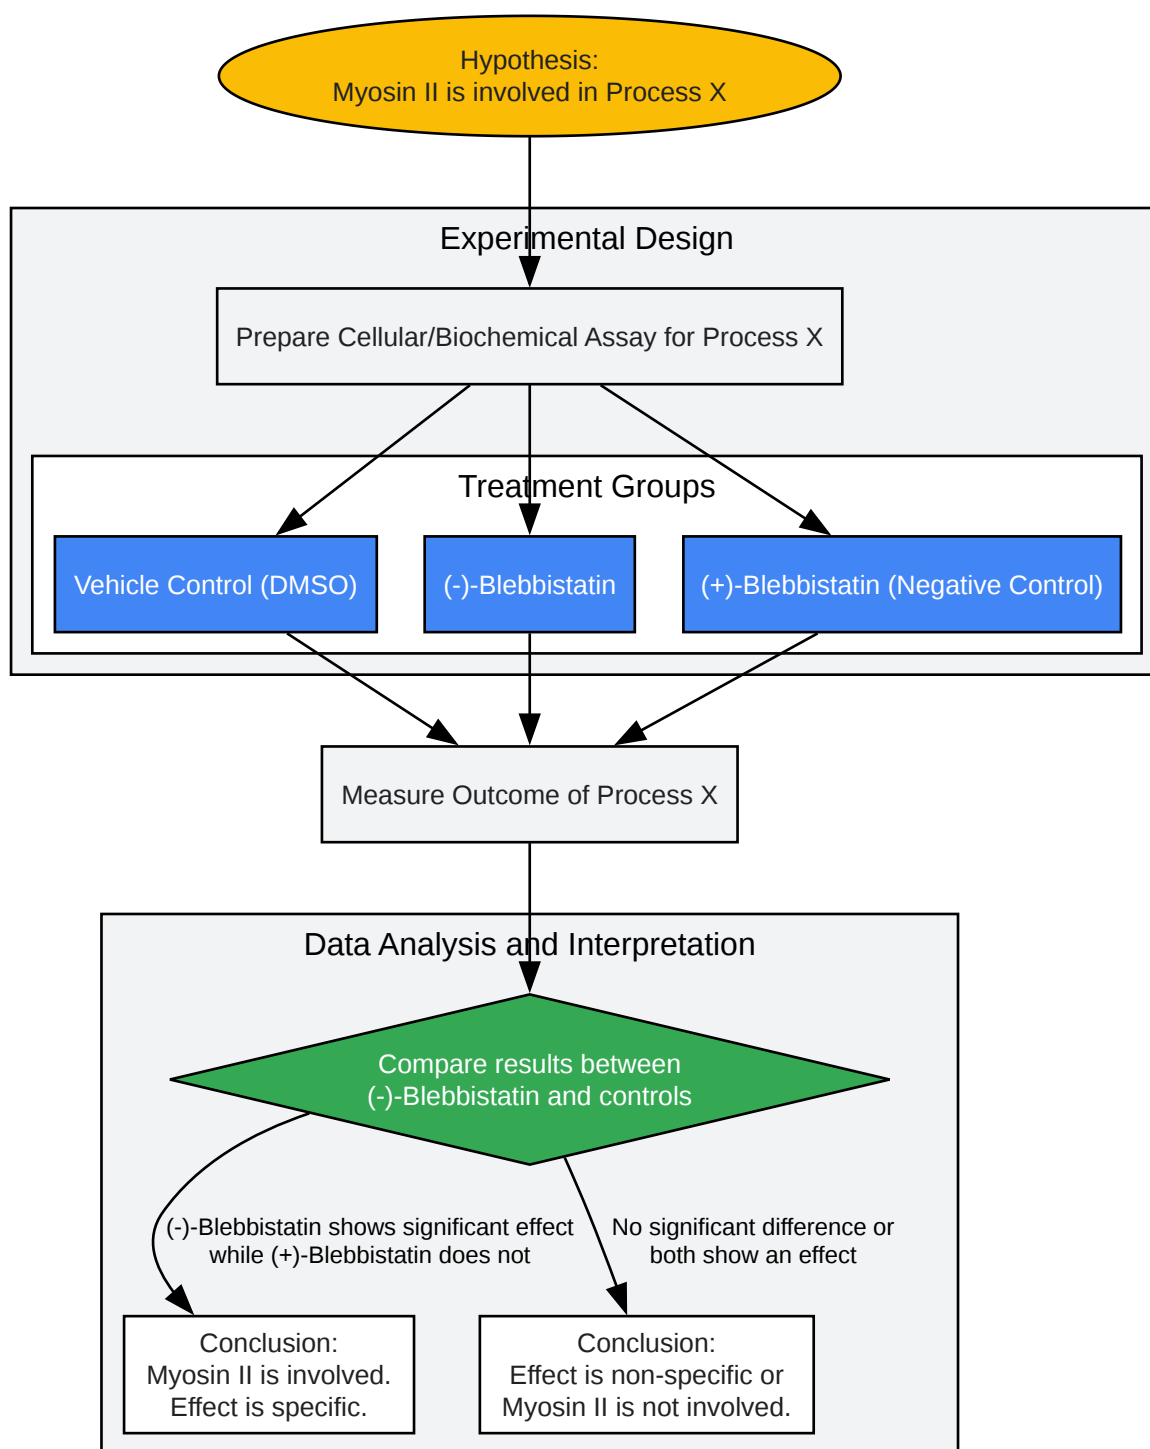 Hypothesis:
Myosin II is involved in Process X
Experimental Design
Prepare Cellular/Biochemical Assay for Process X
Treatment Groups
Vehicle Control (DMSO)
(-)-Blebbistatin
(+)-Blebbistatin (Negative Control)
Measure Outcome of Process X
Data Analysis and Interpretation
Compare results between
(-)-Blebbistatin and controls
(-)-Blebbistatin shows significant effect
while (+)-Blebbistatin does not
No significant difference or
both show an effect
Conclusion:
Myosin II is involved.
Effect is specific.
Conclusion:
Effect is non-specific or
Myosin II is not involved.